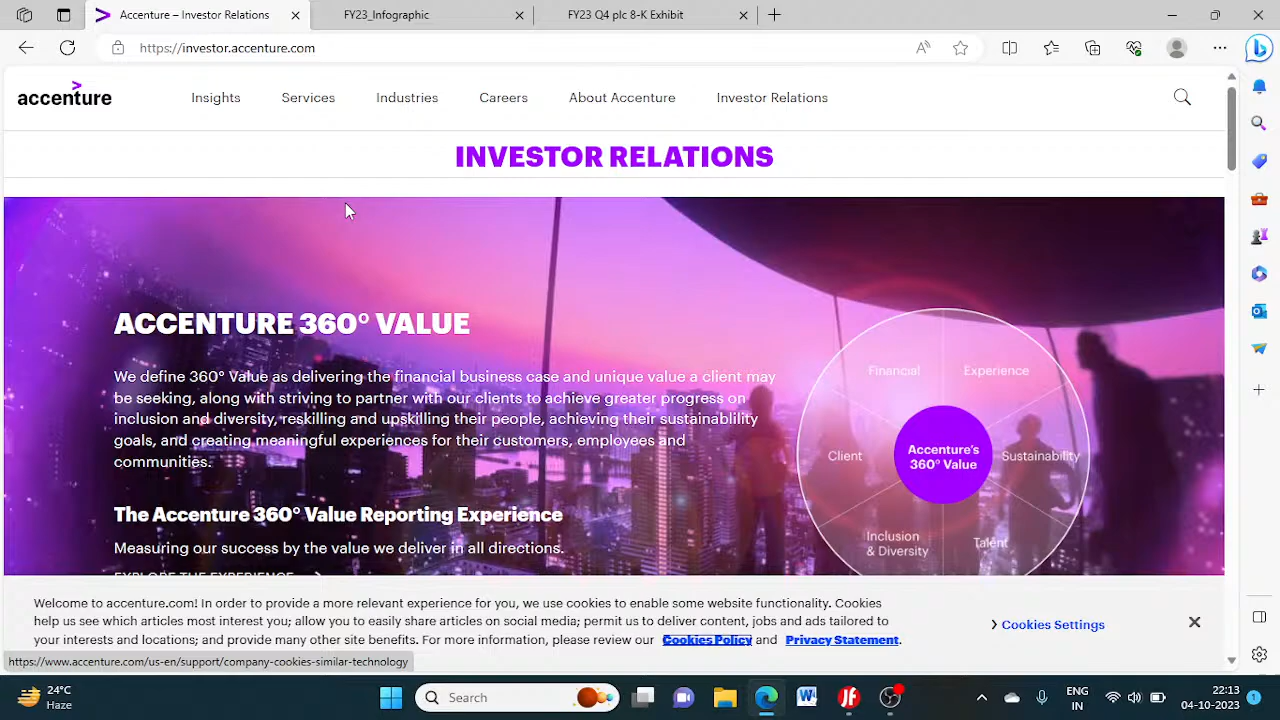 Investor Relations
FY23_Infographic
FY23 Q4 plc 8-K Exhibit
https://investor.accenture.com
accenture
Insights
Services
Industries
Careers
About Accenture
Investor Relations
INVESTOR RELATIONS
ACCENTURE 360° VALUE
We define 360° Value as delivering the financial business case and unique value a client may
be seeking, along with striving to partner with our clients to achieve greater progress on
inclusion and diversity, reskilling and upskilling their people, achieving their sustainability
goals, and creating meaningful experiences for their customers, employees and
communities.
The Accenture 360° Value Reporting Experience
Measuring our success by the value we deliver in all directions.
EXPLORE THE EXPERIENCE
Financial
Experience
Client
Accenture's
360° Value
Sustainability
Inclusion
& Diversity
Talent
Welcome to accenture.com! In order to provide a more relevant experience for you, we use cookies to enable some website functionality. Cookies
help us see which articles most interest you; allow you to easily share articles on social media; permit us to deliver content, jobs and ads tailored to
your interests and locations; and provide many other site benefits. For more information, please review our Cookies Policy and Privacy Statement.
Cookies Settings
https://www.accenture.com/us-en/support/company-cookies-similar-technology
24°C
Haze
Search
ENG
IN
22:13
04-10-2023
1